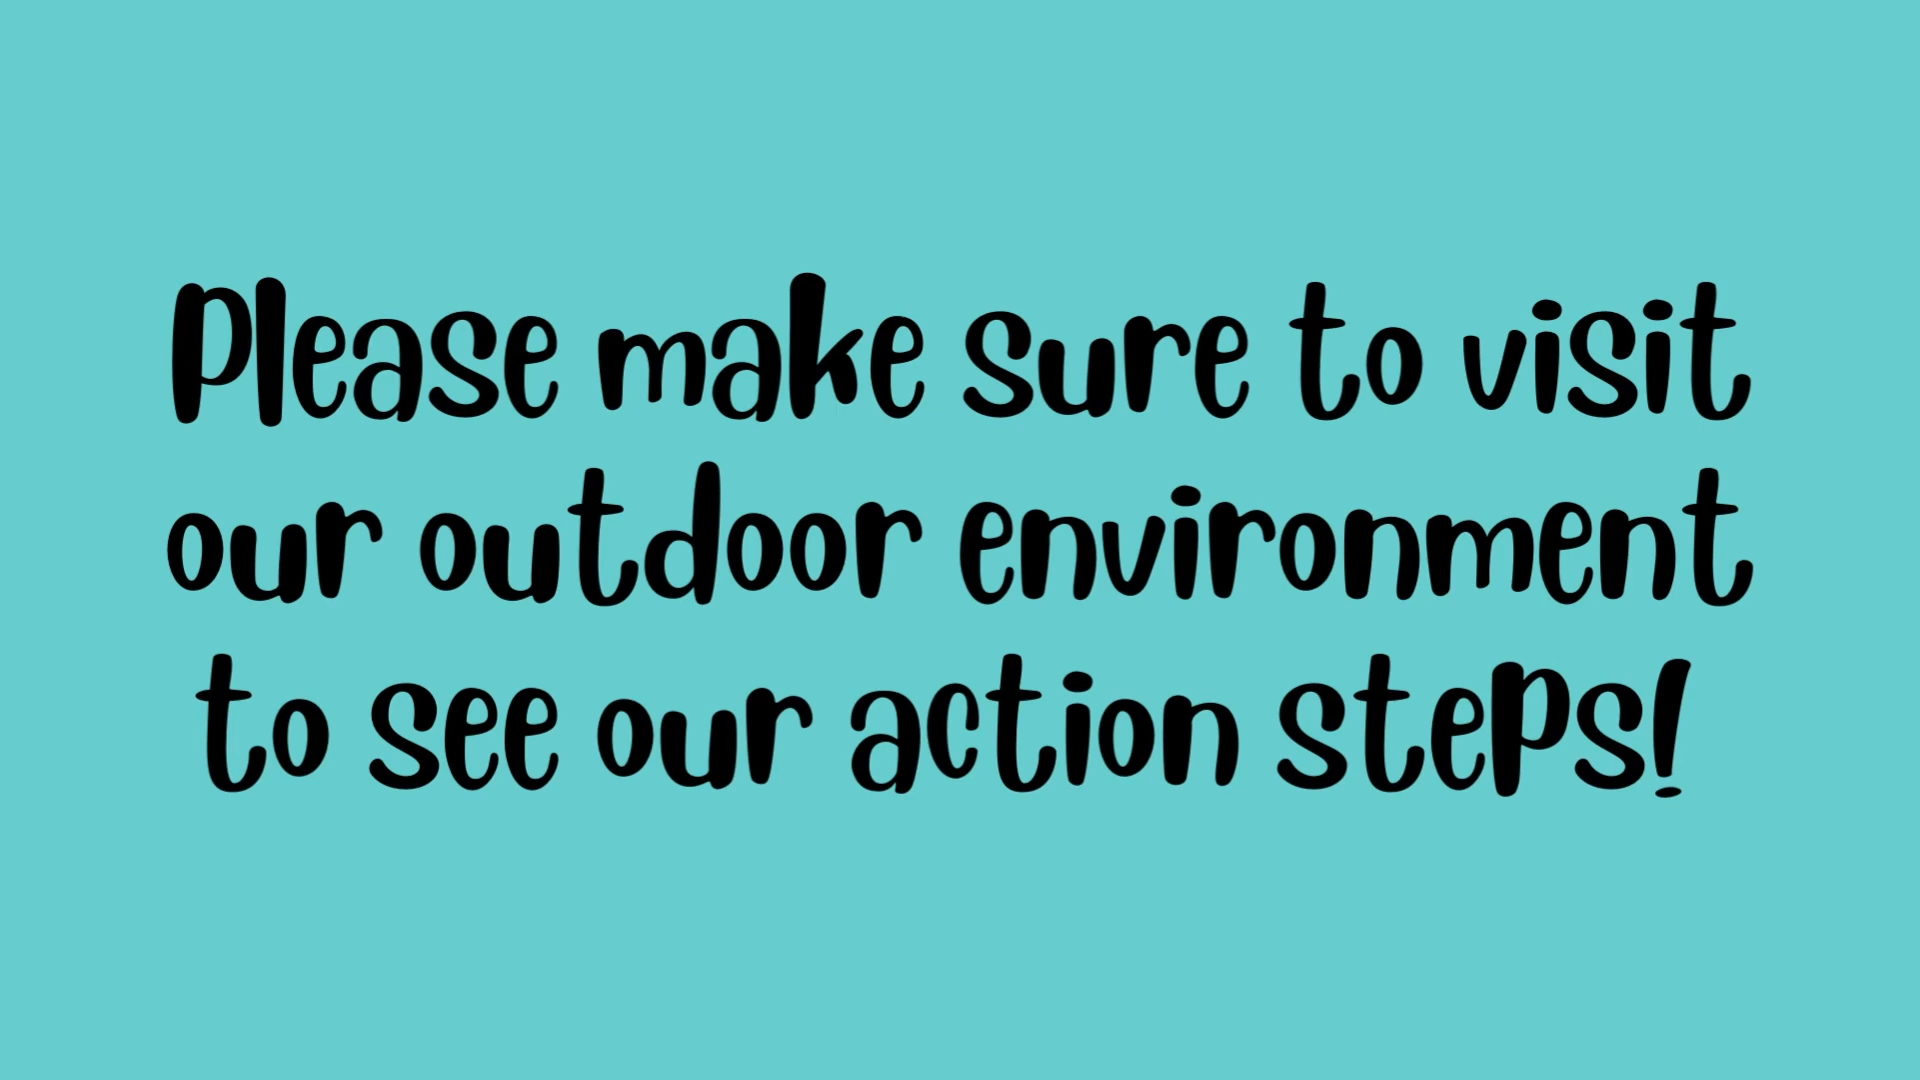 Please make sure to visit
our outdoor environment
to see our action steps!